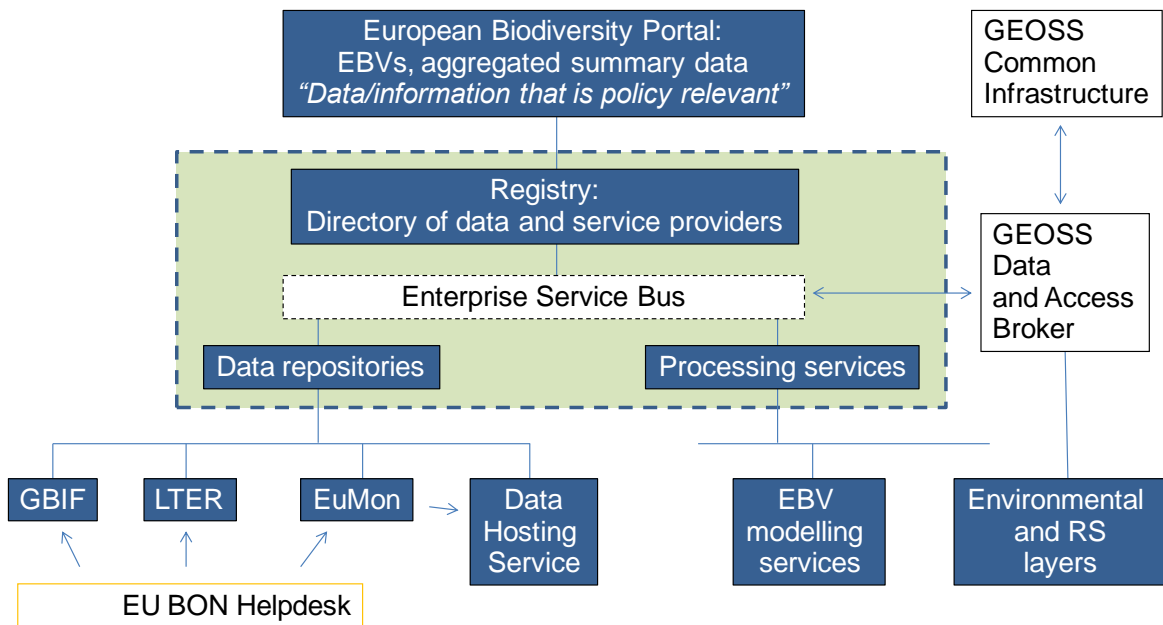 European Biodiversity Portal:
EBVs, aggregated summary data
“Data/information that is policy relevant”
GEOSS
Common
Infrastructure
Registry:
Directory of data and service providers
GEOSS
Data
and Access
Broker
Enterprise Service Bus
Data repositories
Processing services
GBIF
LTER
EuMon
Data
Hosting
Service
EBV
modelling
services
Environmental
and RS
layers
EU BON Helpdesk